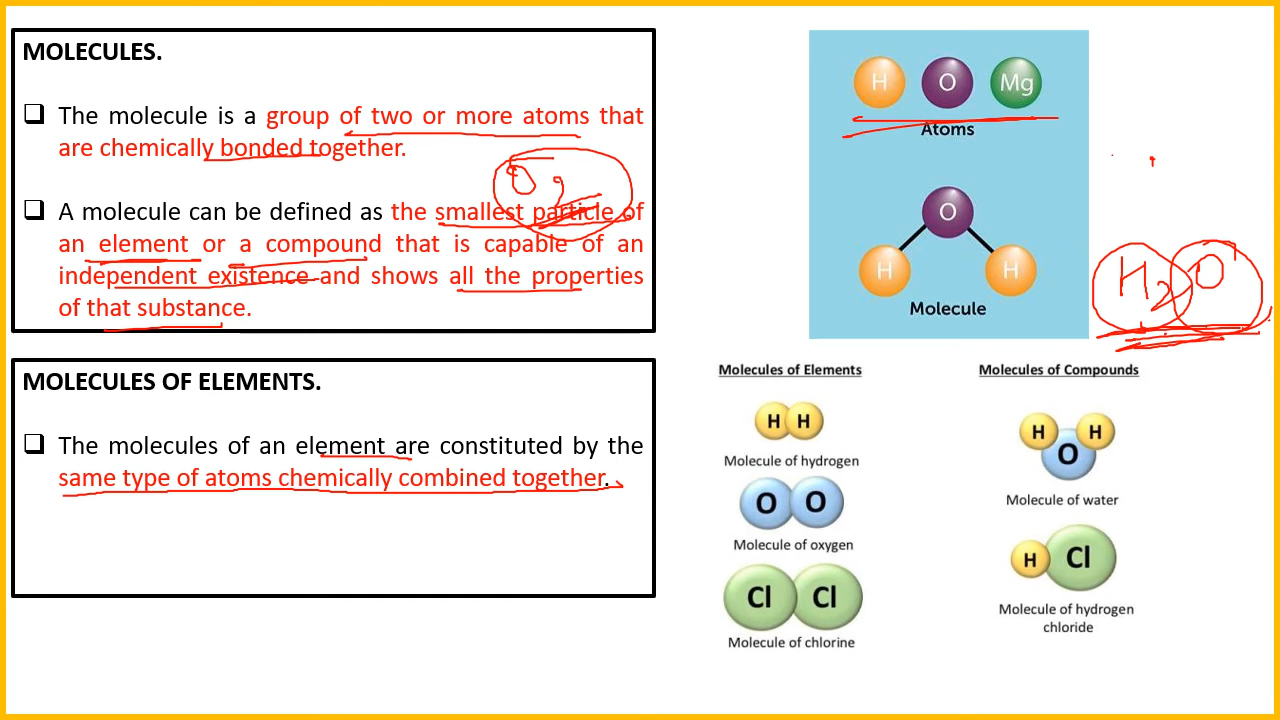 MOLECULES.
The molecule is a group of two or more atoms that
are chemically bonded together.
O2
A molecule can be defined as the smallest particle of
an element or a compound that is capable of an
independent existence and shows all the properties
of that substance.
MOLECULES OF ELEMENTS.
The molecules of an element are constituted by the
same type of atoms chemically combined together.
H O Mg
Atoms
O
H H
Molecule
H2O
Molecules of Elements
H H
Molecule of hydrogen
O O
Molecule of oxygen
Cl Cl
Molecule of chlorine
Molecules of Compounds
H H
O
Molecule of water
H Cl
Molecule of hydrogen
chloride